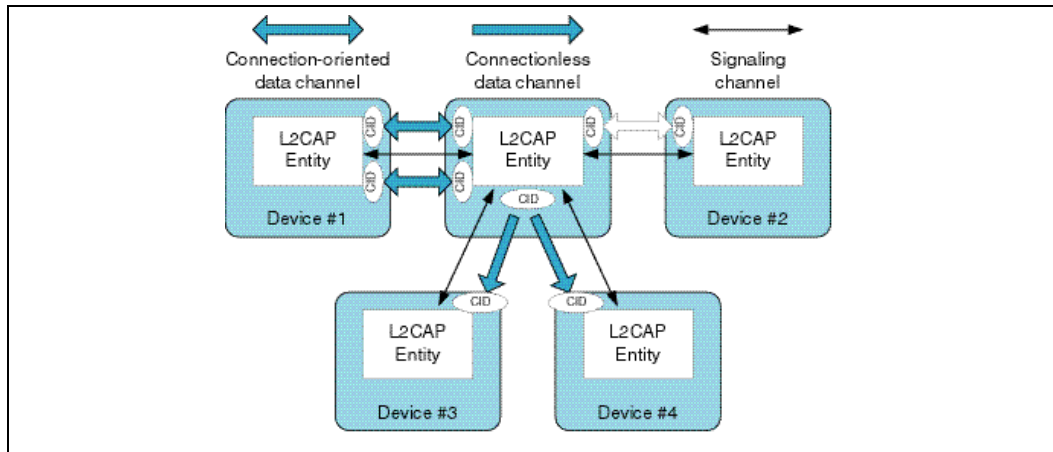 Connection-oriented
data channel
Connectionless
data channel
Signaling
channel
L2CAP
Entity
CID
CID
Device #1
CID
CID
L2CAP
Entity
CID
CID
CID
L2CAP
Entity
Device #2
CID
L2CAP
Entity
Device #3
CID
L2CAP
Entity
Device #4